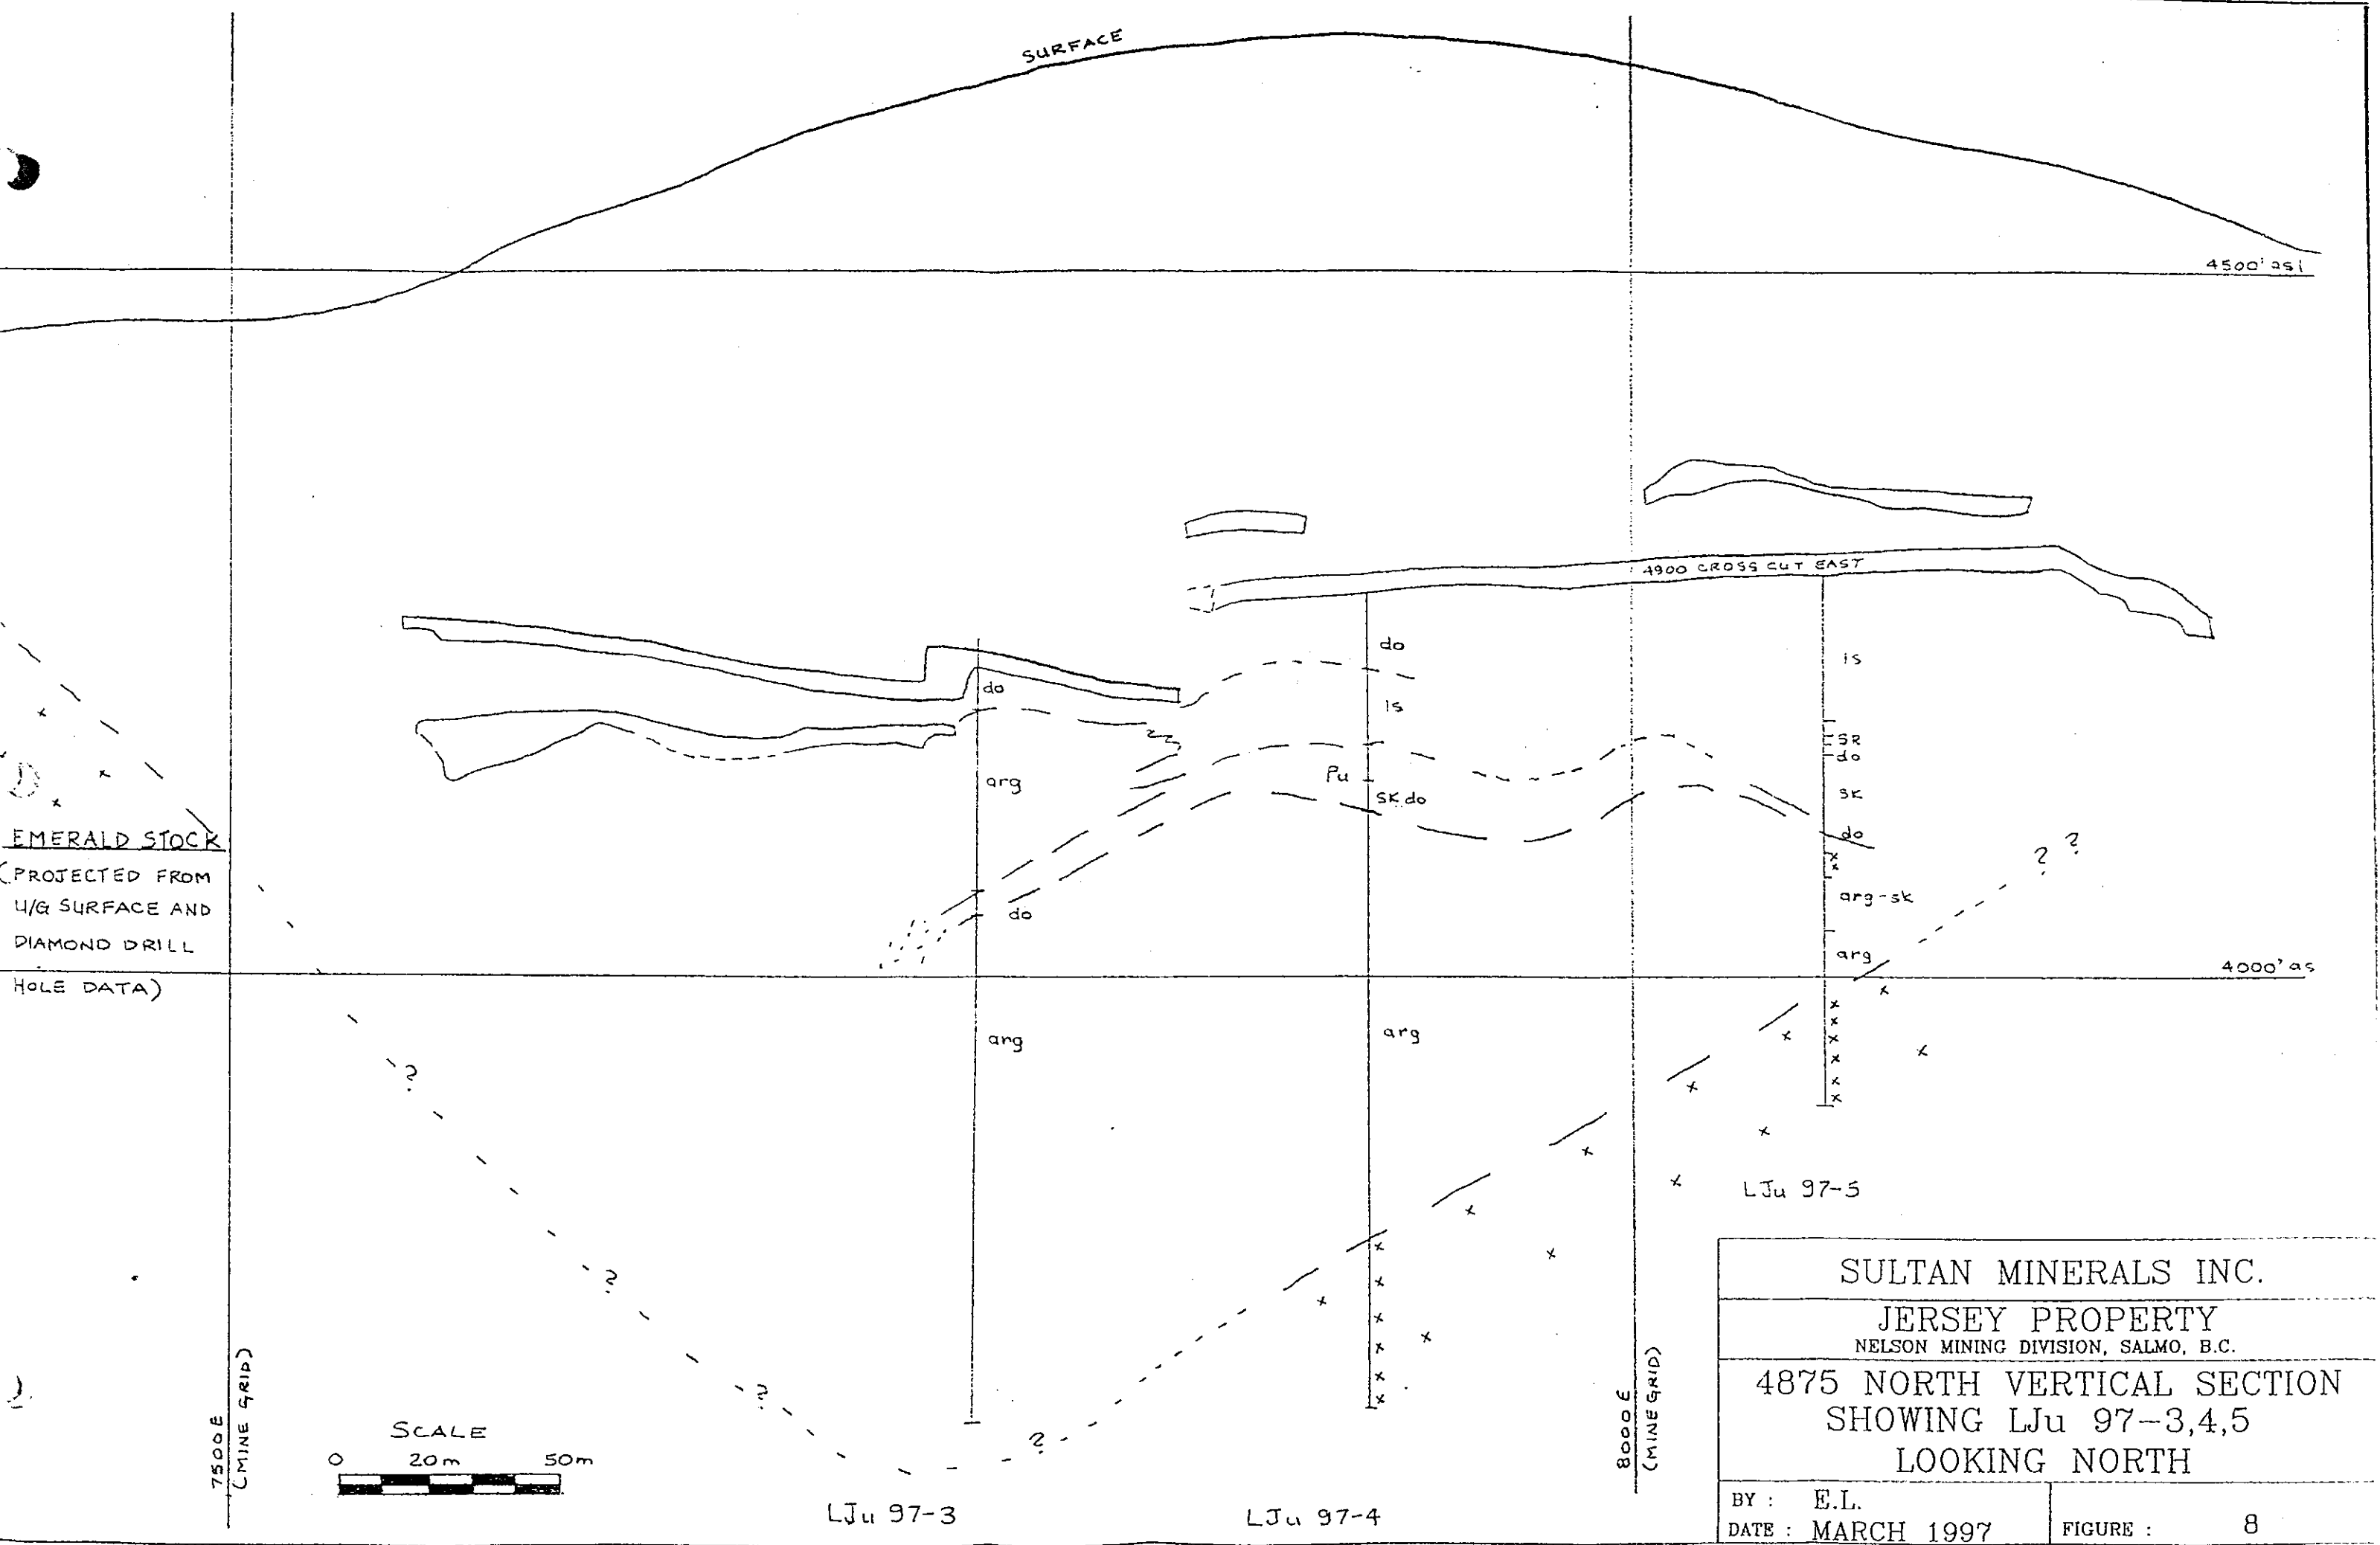 SURFACE
4500' asl
4900 CROSS CUT EAST
do
ls
do
ls
SR
do
Pu
sk
arg
SK do
do
EMERALD STOCK
(PROJECTED FROM
U/G SURFACE AND
DIAMOND DRILL
HOLE DATA)
arg-sk
do
arg
4000' as
arg
arg
? ?
?
?
?
?
LJu 97-5
7500 E
(MINE GRID)
8000 E
(MINE GRID)
SCALE
0 20m 50m
LJu 97-3
LJu 97-4
SULTAN MINERALS INC.
JERSEY PROPERTY
NELSON MINING DIVISION, SALMO, B.C.
4875 NORTH VERTICAL SECTION
SHOWING LJu 97-3,4,5
LOOKING NORTH
BY : E.L.
DATE : MARCH 1997
FIGURE : 8